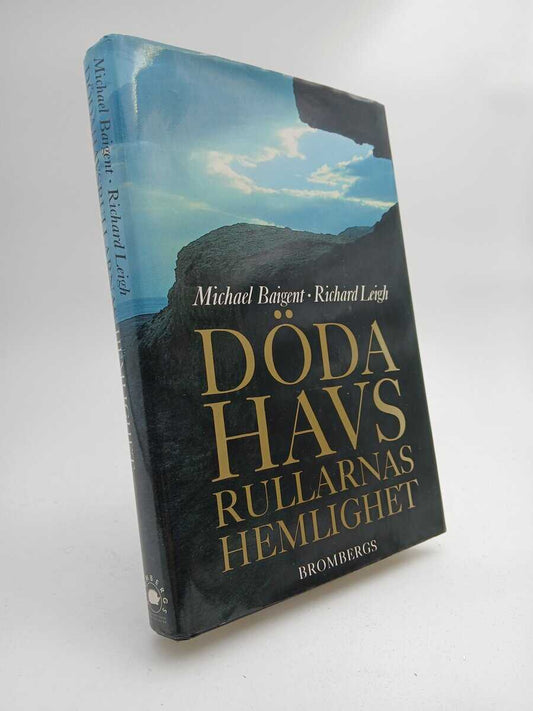 Michael Baigent · Richard Leigh
DÖDA
HAVS
RULLARNAS
HEMLIGHET
BROMBERGS
Michael Baigent · Richard Leigh